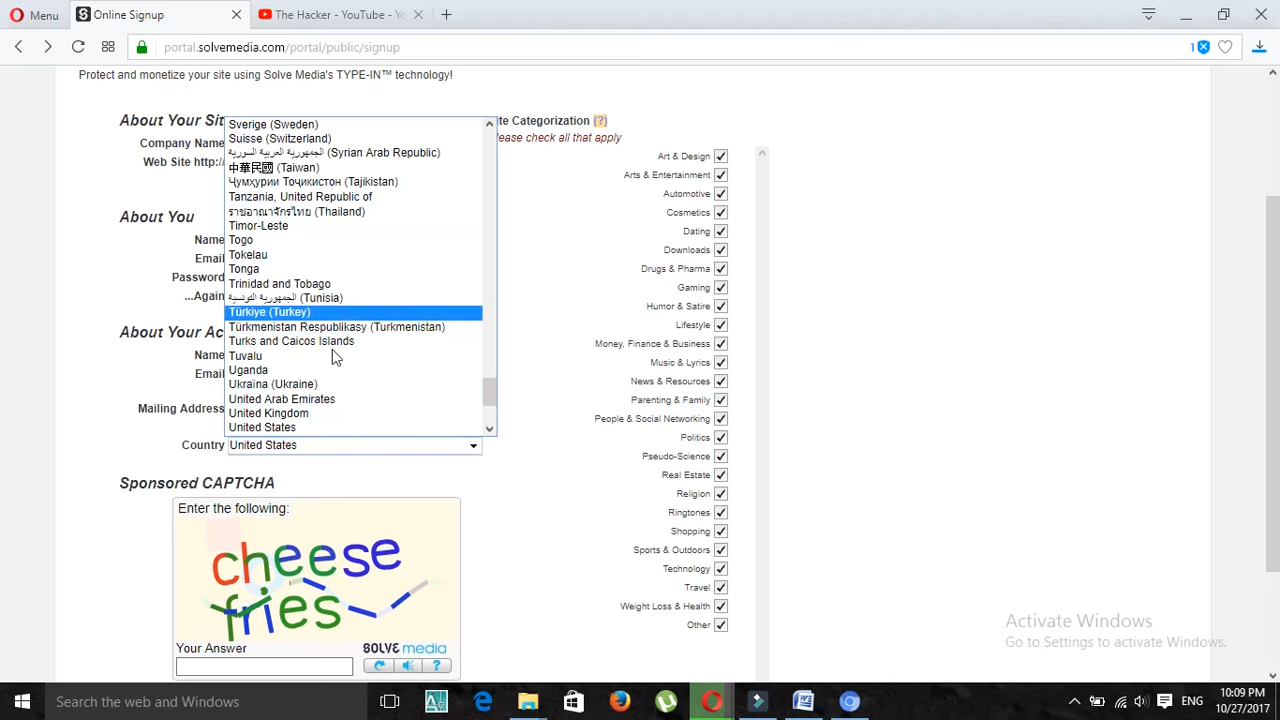 Menu
Online Signup
The Hacker - YouTube - Yo
portal.solvemedia.com/portal/public/signup
1
Protect and monetize your site using Solve Media's TYPE-IN™ technology!
About Your Sit
Company Name
Web Site http://
About You
Name
Email
Password
...Again
About Your Ac
Name
Email
Mailing Address
Country
United States
Sverige (Sweden)
Suisse (Switzerland)
الجمهورية العربية السورية (Syrian Arab Republic)
中華民國 (Taiwan)
Ҷумҳурии Тоҷикистон (Tajikistan)
Tanzania, United Republic of
ราชอาณาจักรไทย (Thailand)
Timor-Leste
Togo
Tokelau
Tonga
Trinidad and Tobago
الجمهورية التونسية (Tunisia)
Türkiye (Turkey)
Türkmenistan Respublikasy (Turkmenistan)
Turks and Caicos Islands
Tuvalu
Uganda
Ukraïna (Ukraine)
United Arab Emirates
United Kingdom
United States
te Categorization (?)
lease check all that apply
Art & Design
Arts & Entertainment
Automotive
Cosmetics
Dating
Downloads
Drugs & Pharma
Gaming
Humor & Satire
Lifestyle
Money, Finance & Business
Music & Lyrics
News & Resources
Parenting & Family
People & Social Networking
Politics
Pseudo-Science
Real Estate
Religion
Ringtones
Shopping
Sports & Outdoors
Technology
Travel
Weight Loss & Health
Other
Sponsored CAPTCHA
Enter the following:
cheese
fries
Your Answer
SOLVE media
?
Activate Windows
Go to Settings to activate Windows.
Search the web and Windows
ENG
10:09 PM
10/27/2017